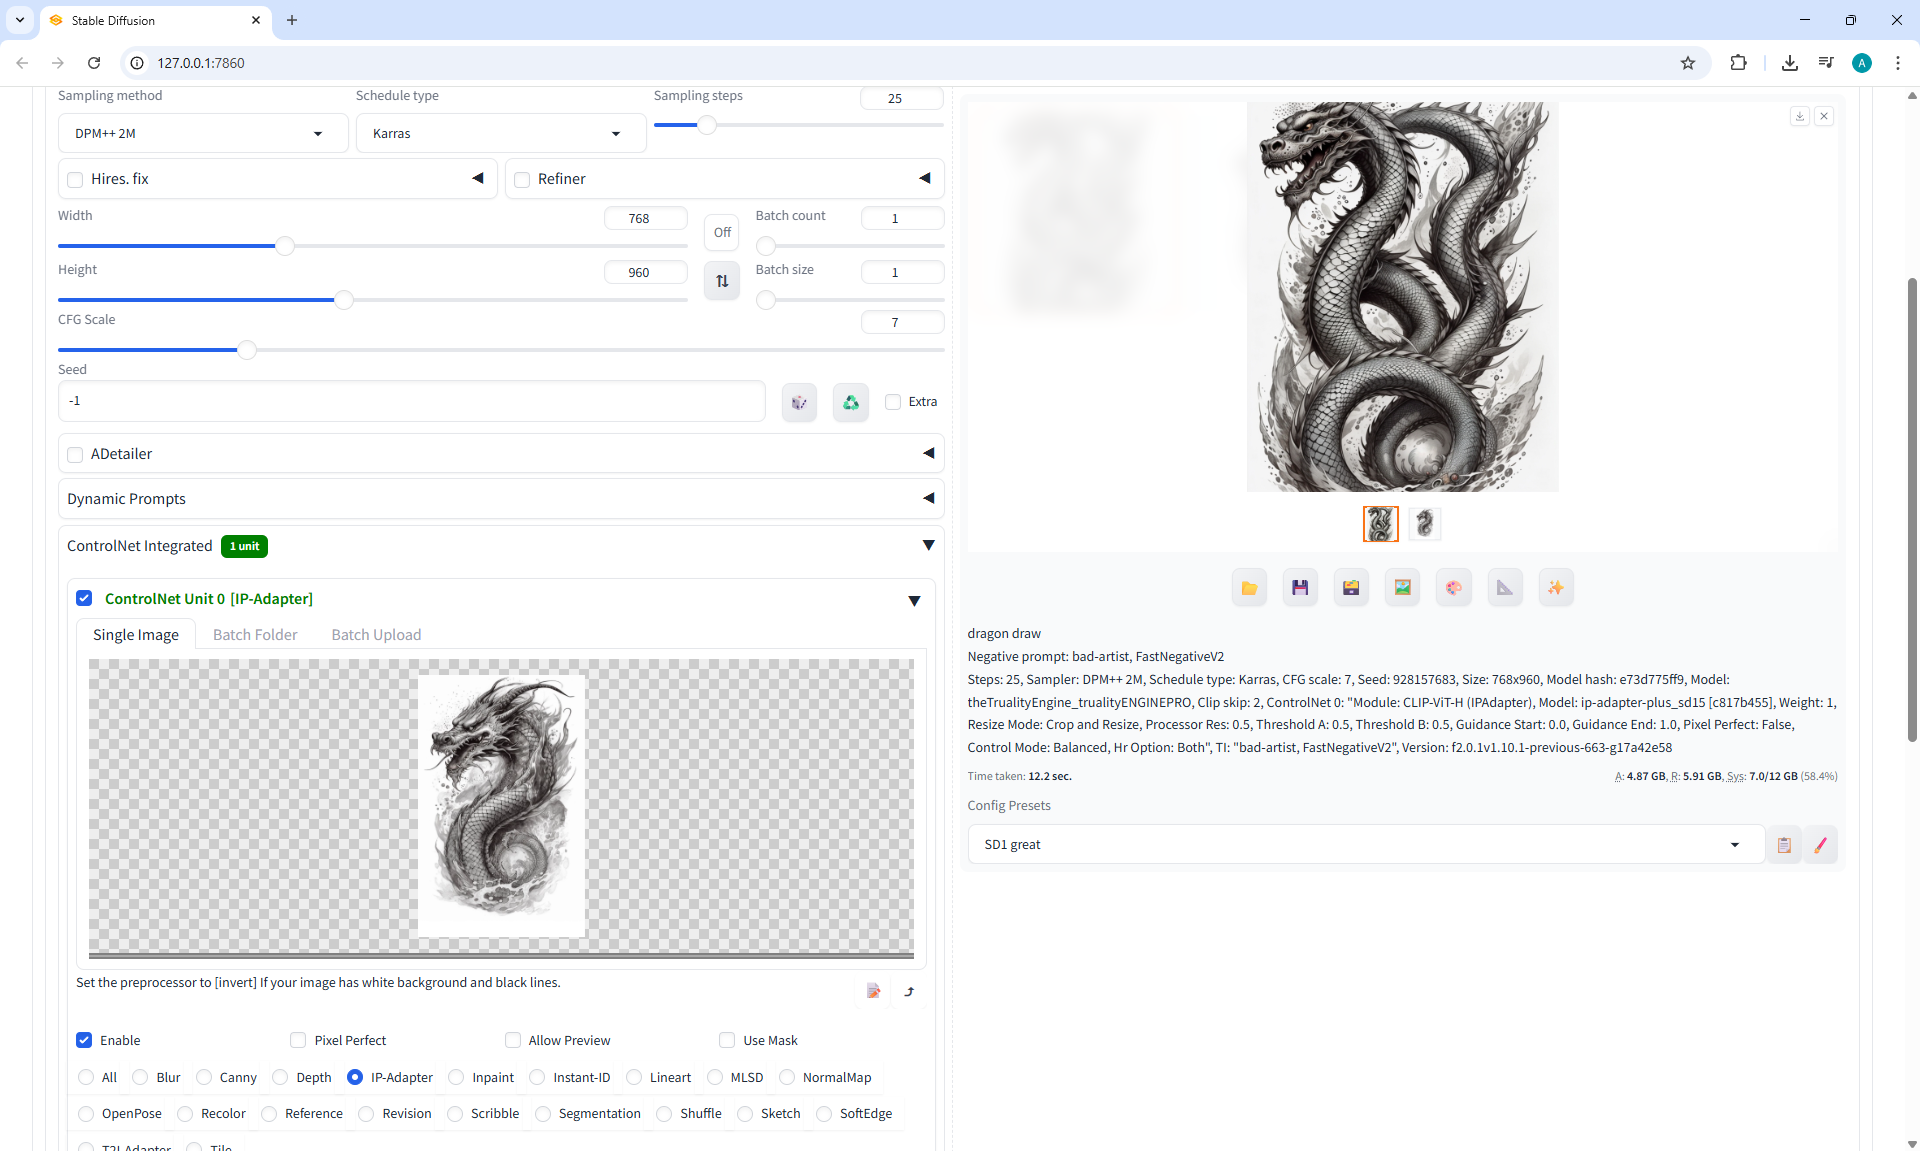 Stable Diffusion
127.0.0.1:7860
A
Sampling method
Schedule type
Sampling steps
25
DPM++ 2M
Karras
Hires. fix
Refiner
Width
768
Off
Batch count
1
Height
960
Batch size
1
CFG Scale
7
Seed
-1
Extra
ADetailer
Dynamic Prompts
ControlNet Integrated
1 unit
ControlNet Unit 0 [IP-Adapter]
Single Image
Batch Folder
Batch Upload
Set the preprocessor to [invert] If your image has white background and black lines.
Enable
Pixel Perfect
Allow Preview
Use Mask
All
Blur
Canny
Depth
IP-Adapter
Inpaint
Instant-ID
Lineart
MLSD
NormalMap
OpenPose
Recolor
Reference
Revision
Scribble
Segmentation
Shuffle
Sketch
SoftEdge
T2I-Adapter
Tile
dragon draw
Negative prompt: bad-artist, FastNegativeV2
Steps: 25, Sampler: DPM++ 2M, Schedule type: Karras, CFG scale: 7, Seed: 928157683, Size: 768x960, Model hash: e73d775ff9, Model:
theTrualityEngine_trualityENGINEPRO, Clip skip: 2, ControlNet 0: "Module: CLIP-ViT-H (IPAdapter), Model: ip-adapter-plus_sd15 [c817b455], Weight: 1,
Resize Mode: Crop and Resize, Processor Res: 0.5, Threshold A: 0.5, Threshold B: 0.5, Guidance Start: 0.0, Guidance End: 1.0, Pixel Perfect: False,
Control Mode: Balanced, Hr Option: Both", TI: "bad-artist, FastNegativeV2", Version: f2.0.1v1.10.1-previous-663-g17a42e58
Time taken: 12.2 sec.
A: 4.87 GB, R: 5.91 GB, Sys: 7.0/12 GB (58.4%)
Config Presets
SD1 great